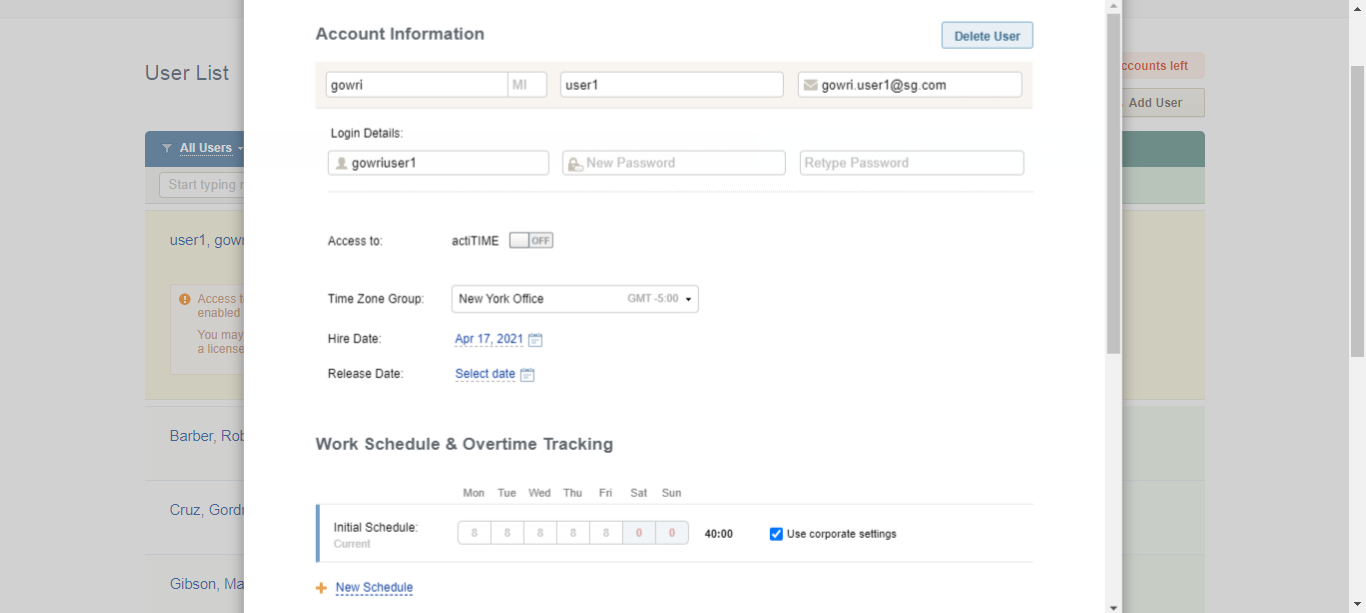 Account Information
Delete User
User List
accounts left
gowri
MI
user1
gowri.user1@sg.com
Add User
Login Details:
All Users
gowriuser1
New Password
Retype Password
Start typing
user1, gowri
Access to:
actiTIME
OFF
Access
enabled
You may
a license
Time Zone Group:
New York Office
GMT -5:00
Hire Date:
Apr 17, 2021
Release Date:
Select date
Barber, Rob
Work Schedule & Overtime Tracking
Mon Tue Wed Thu Fri Sat Sun
Cruz, Gord
Initial Schedule:
Current
8 8 8 8 8 0 0
40:00
Use corporate settings
Gibson, Ma
New Schedule